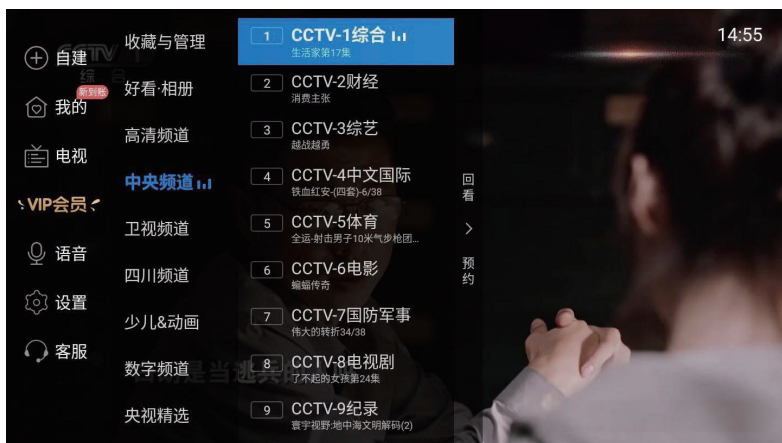 14:55
自建
新到账
我的
电视
VIP会员
语音
设置
客服
收藏与管理
好看·相册
高清频道
中央频道
卫视频道
四川频道
少儿&动画
数字频道
央视精选
1 CCTV-1综合
生活家第17集
2 CCTV-2财经
消费主张
3 CCTV-3综艺
越战越勇
4 CCTV-4中文国际
铁血红安-(四套)-6/38
5 CCTV-5体育
全运-射击男子10米气步枪团...
6 CCTV-6电影
蝙蝠传奇
7 CCTV-7国防军事
伟大的转折34/38
8 CCTV-8电视剧
了不起的女孩第24集
9 CCTV-9纪录
寰宇视野:地中海文明解码(2)
回看
预约